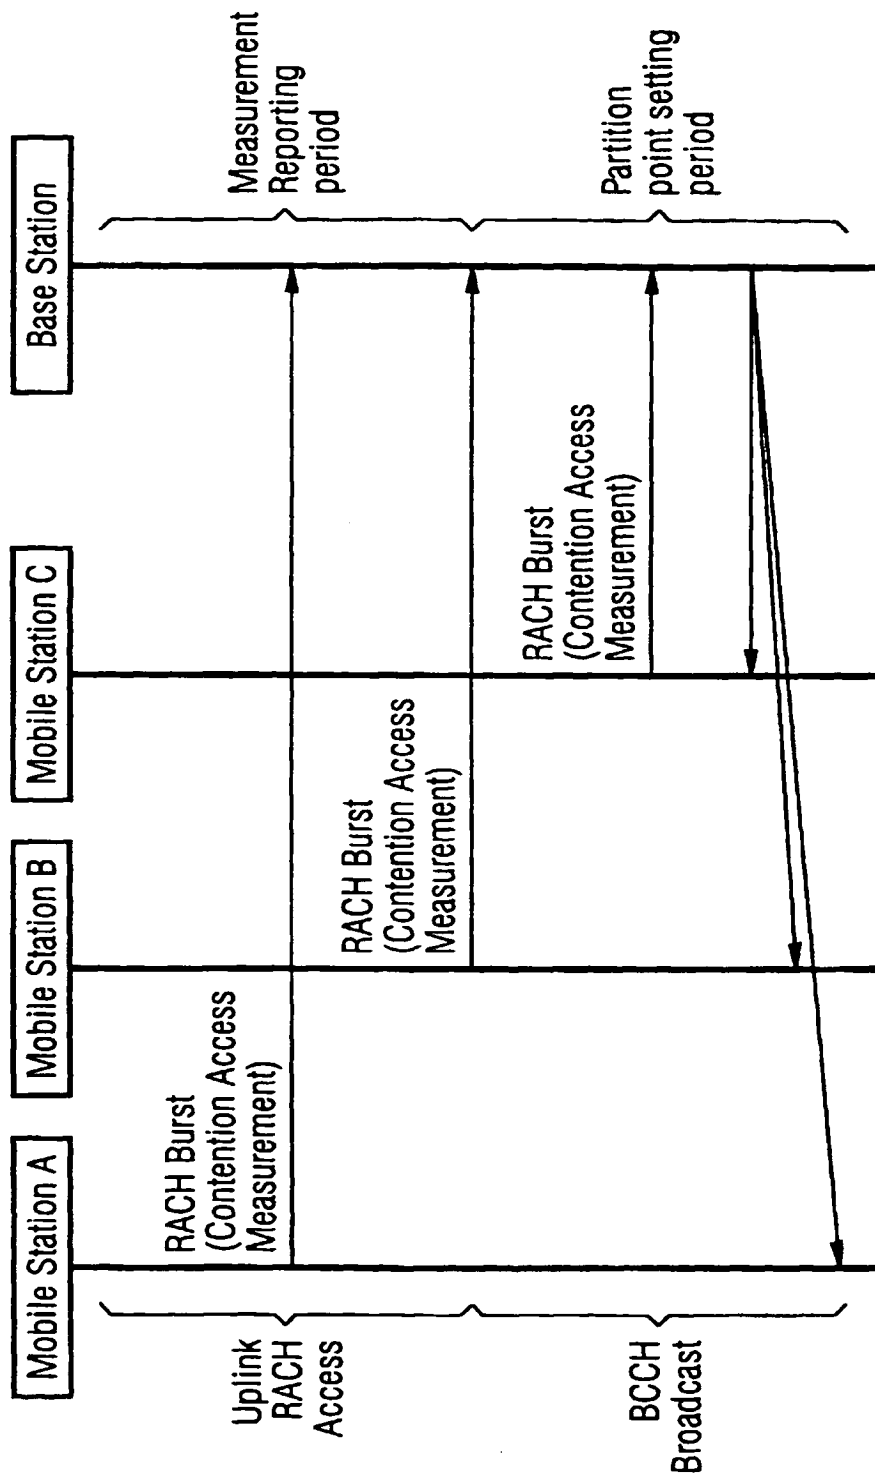 Mobile Station A
Mobile Station B
Mobile Station C
Base Station
Uplink
RACH
Access
RACH Burst
(Contention Access
Measurement)
RACH Burst
(Contention Access
Measurement)
RACH Burst
(Contention Access
Measurement)
Measurement
Reporting
period
BCCH
Broadcast
Partition
point setting
period